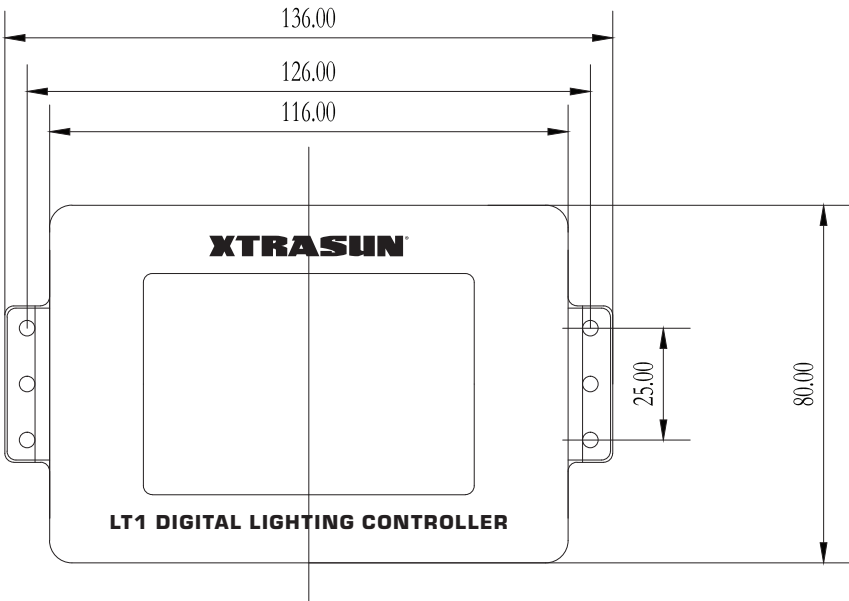 136.00
126.00
116.00
XTRASUN®
25.00
80.00
LT1 DIGITAL LIGHTING CONTROLLER